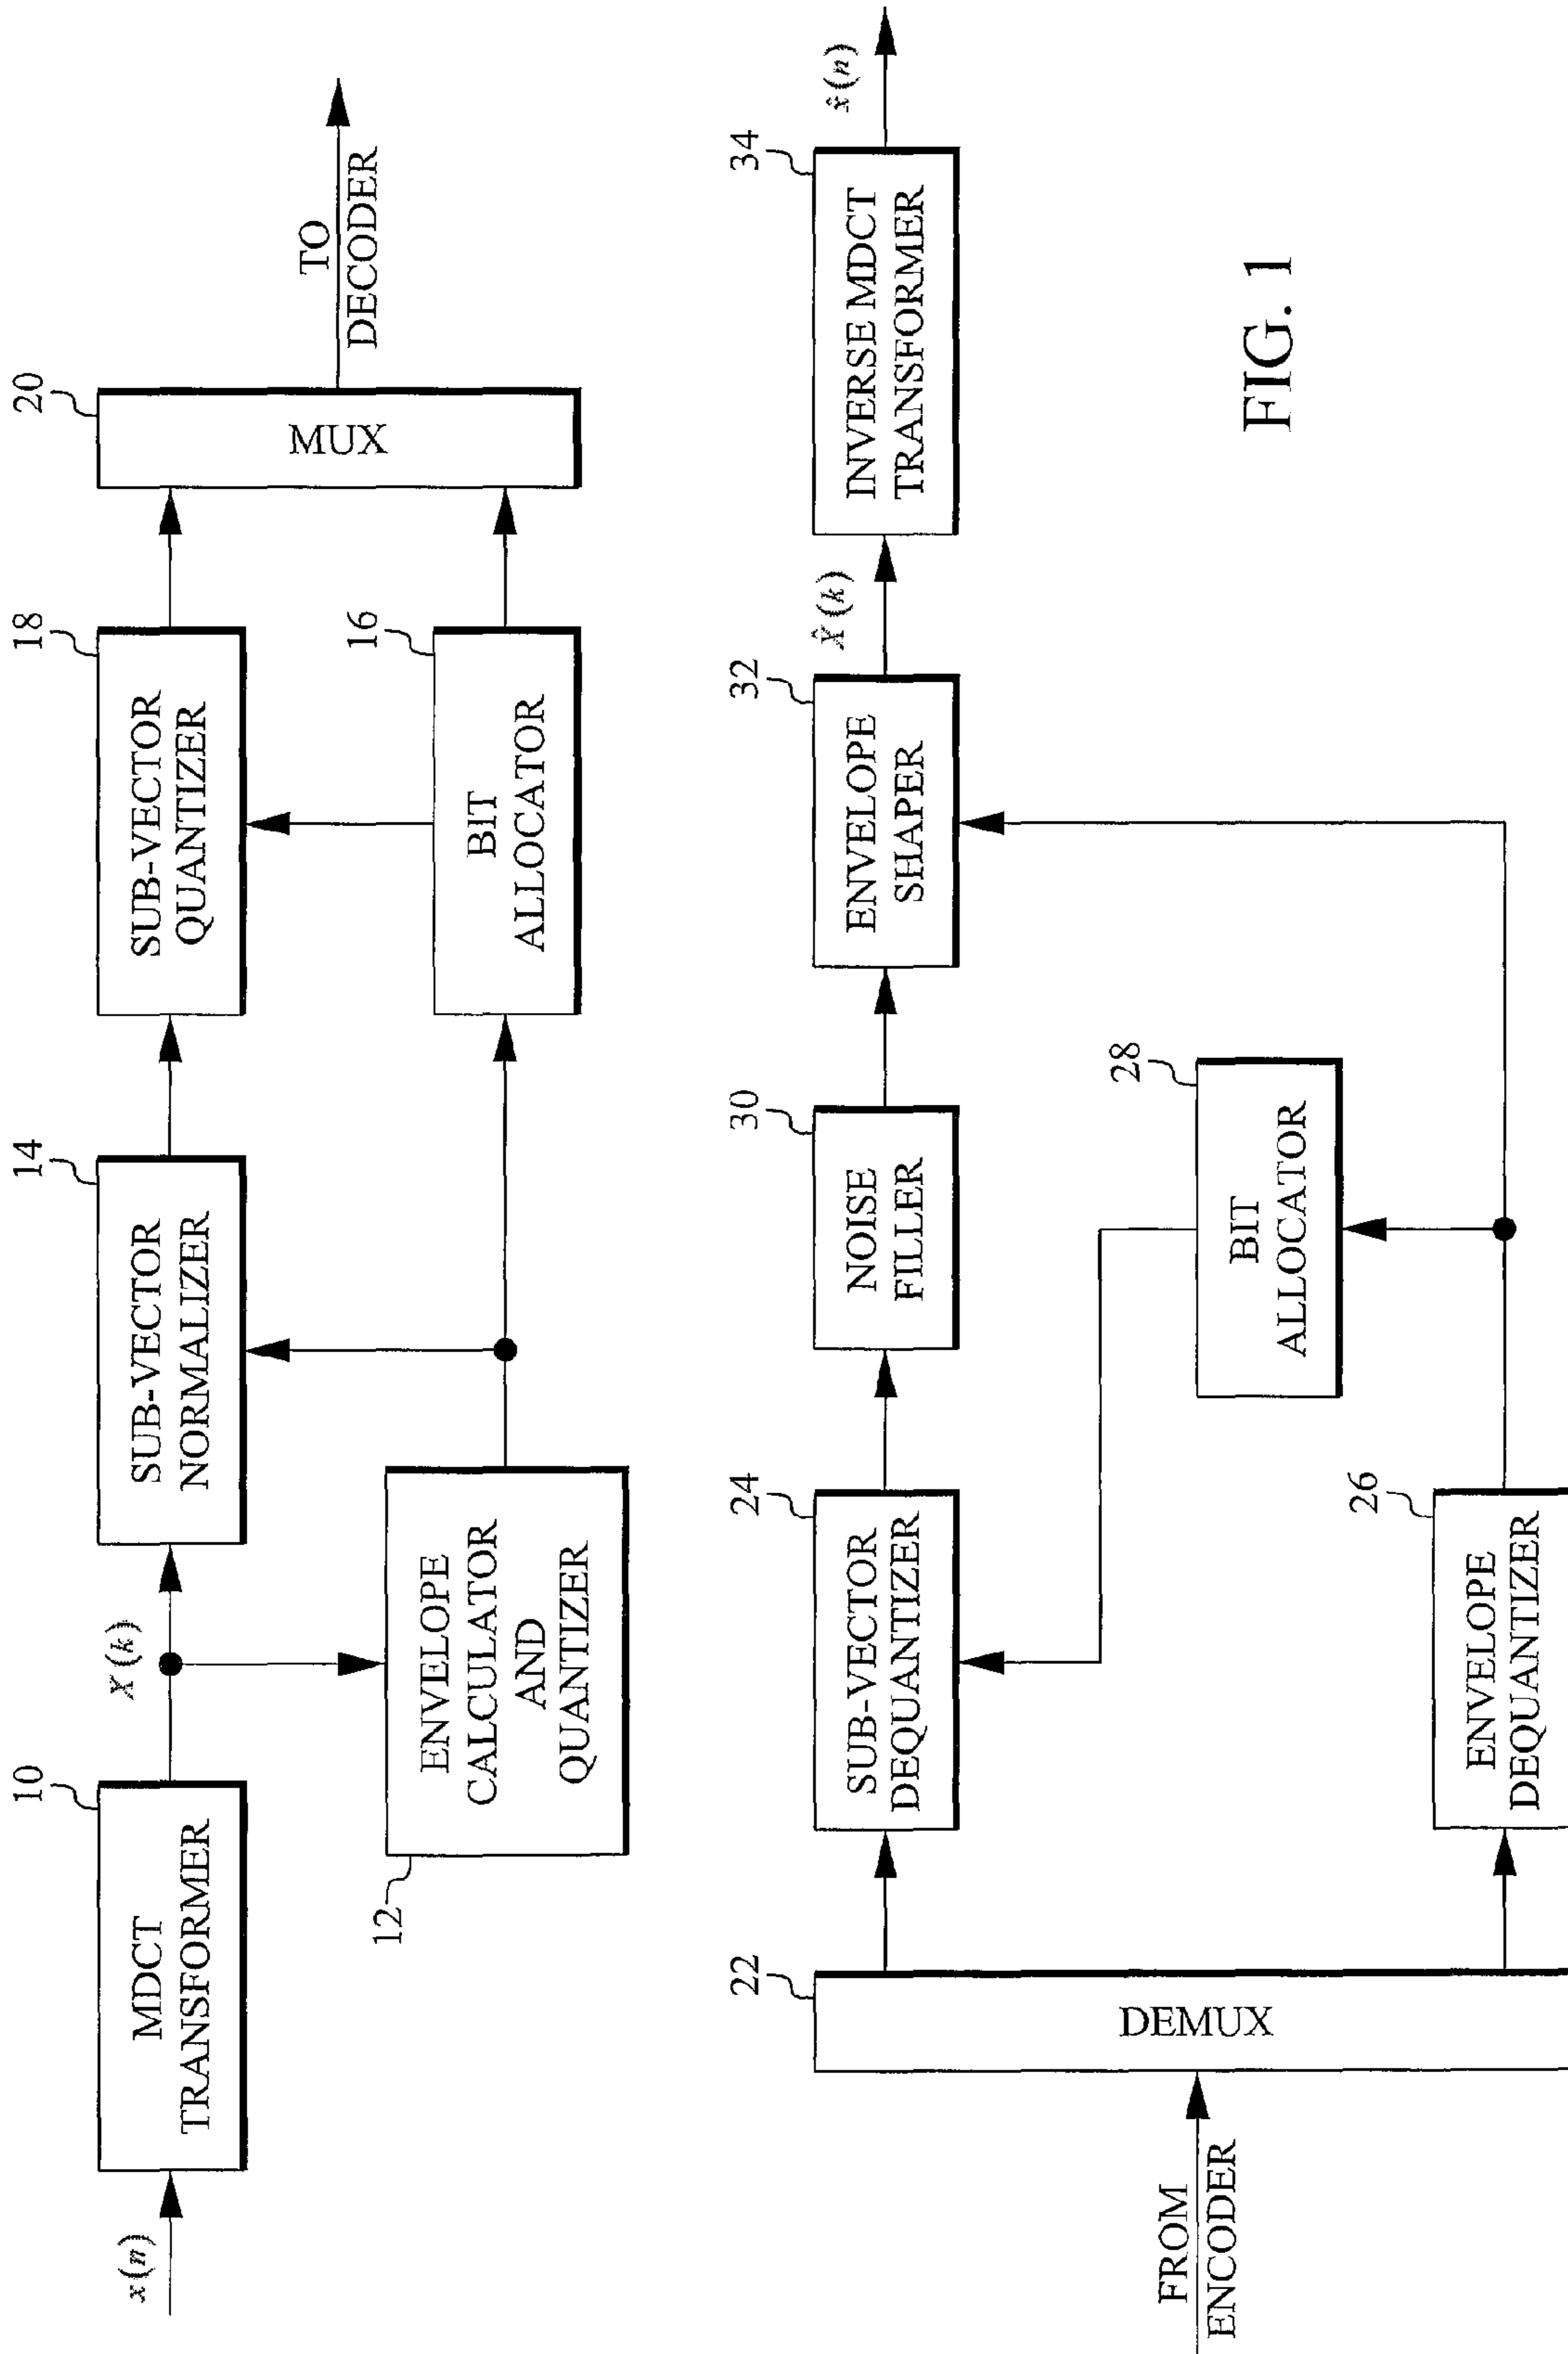 x(n)
10
MDCT
TRANSFORMER
X(k)
12
ENVELOPE
CALCULATOR
AND
QUANTIZER
14
SUB-VECTOR
NORMALIZER
18
SUB-VECTOR
QUANTIZER
16
BIT
ALLOCATOR
20
MUX
TO
DECODER
FROM
ENCODER
22
DEMUX
24
SUB-VECTOR
DEQUANTIZER
26
ENVELOPE
DEQUANTIZER
28
BIT
ALLOCATOR
30
NOISE
FILLER
32
ENVELOPE
SHAPER
X̂(k)
34
INVERSE MDCT
TRANSFORMER
x̂(n)
FIG. 1